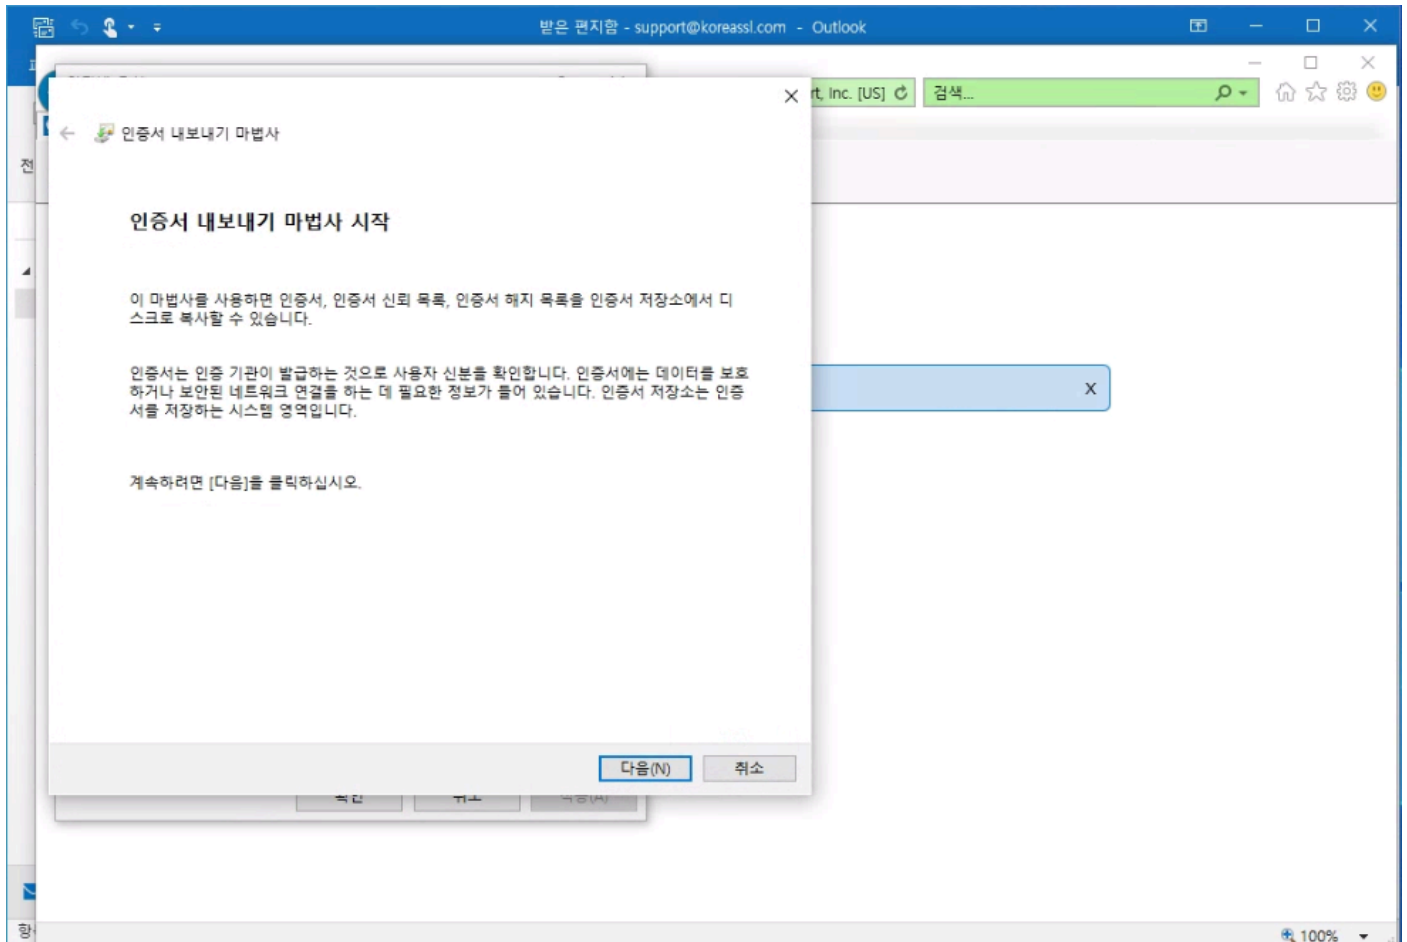 받은 편지함 - support@koreassl.com - Outlook
rt, Inc. [US]
검색...
인증서 내보내기 마법사
전
인증서 내보내기 마법사 시작
이 마법사를 사용하면 인증서, 인증서 신뢰 목록, 인증서 해지 목록을 인증서 저장소에서 디
스크로 복사할 수 있습니다.
인증서는 인증 기관이 발급하는 것으로 사용자 신분을 확인합니다. 인증서에는 데이터를 보호
하거나 보안된 네트워크 연결을 하는 데 필요한 정보가 들어 있습니다. 인증서 저장소는 인증
서를 저장하는 시스템 영역입니다.
X
계속하려면 [다음]을 클릭하십시오.
다음(N) 취소
항
100%